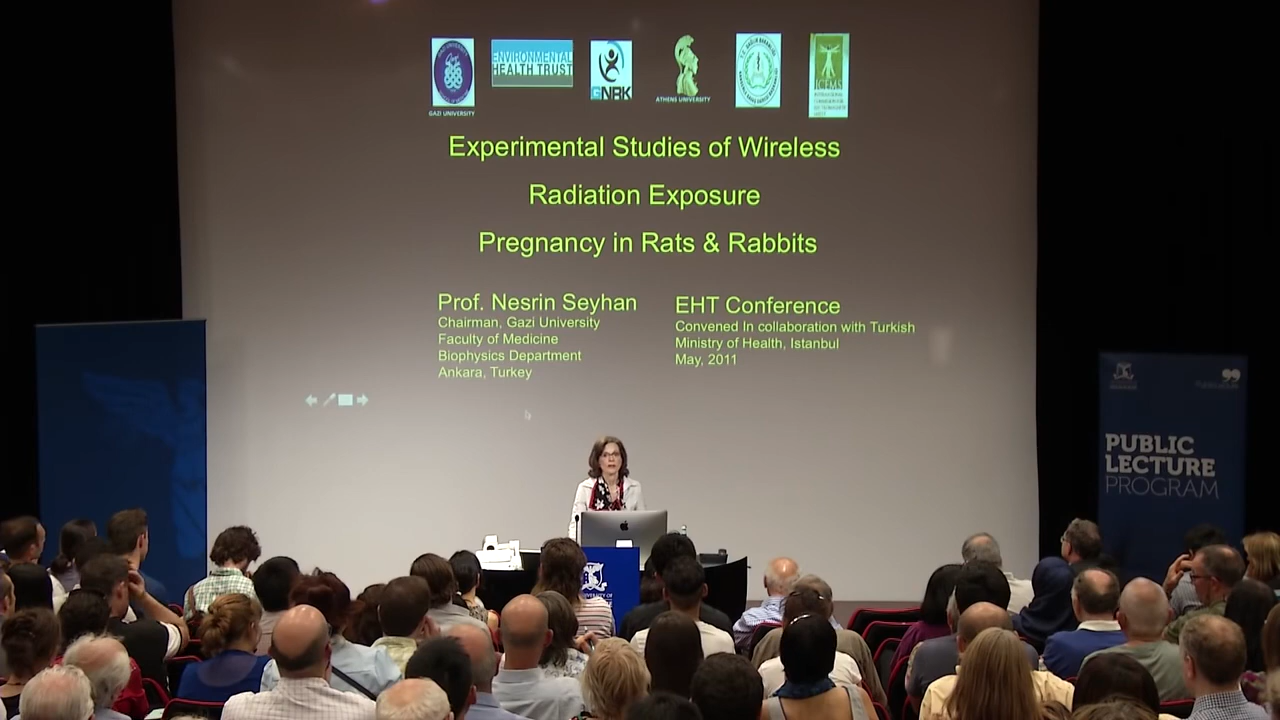 GAZI UNIVERSITY
ENVIRONMENTAL
HEALTH TRUST
GNRK
ATHENS UNIVERSITY
ICEMS
Experimental Studies of Wireless
Radiation Exposure
Pregnancy in Rats & Rabbits
Prof. Nesrin Seyhan
Chairman, Gazi University
Faculty of Medicine
Biophysics Department
Ankara, Turkey
EHT Conference
Convened In collaboration with Turkish
Ministry of Health, Istanbul
May, 2011
PUBLIC
LECTURE
PROGRAM